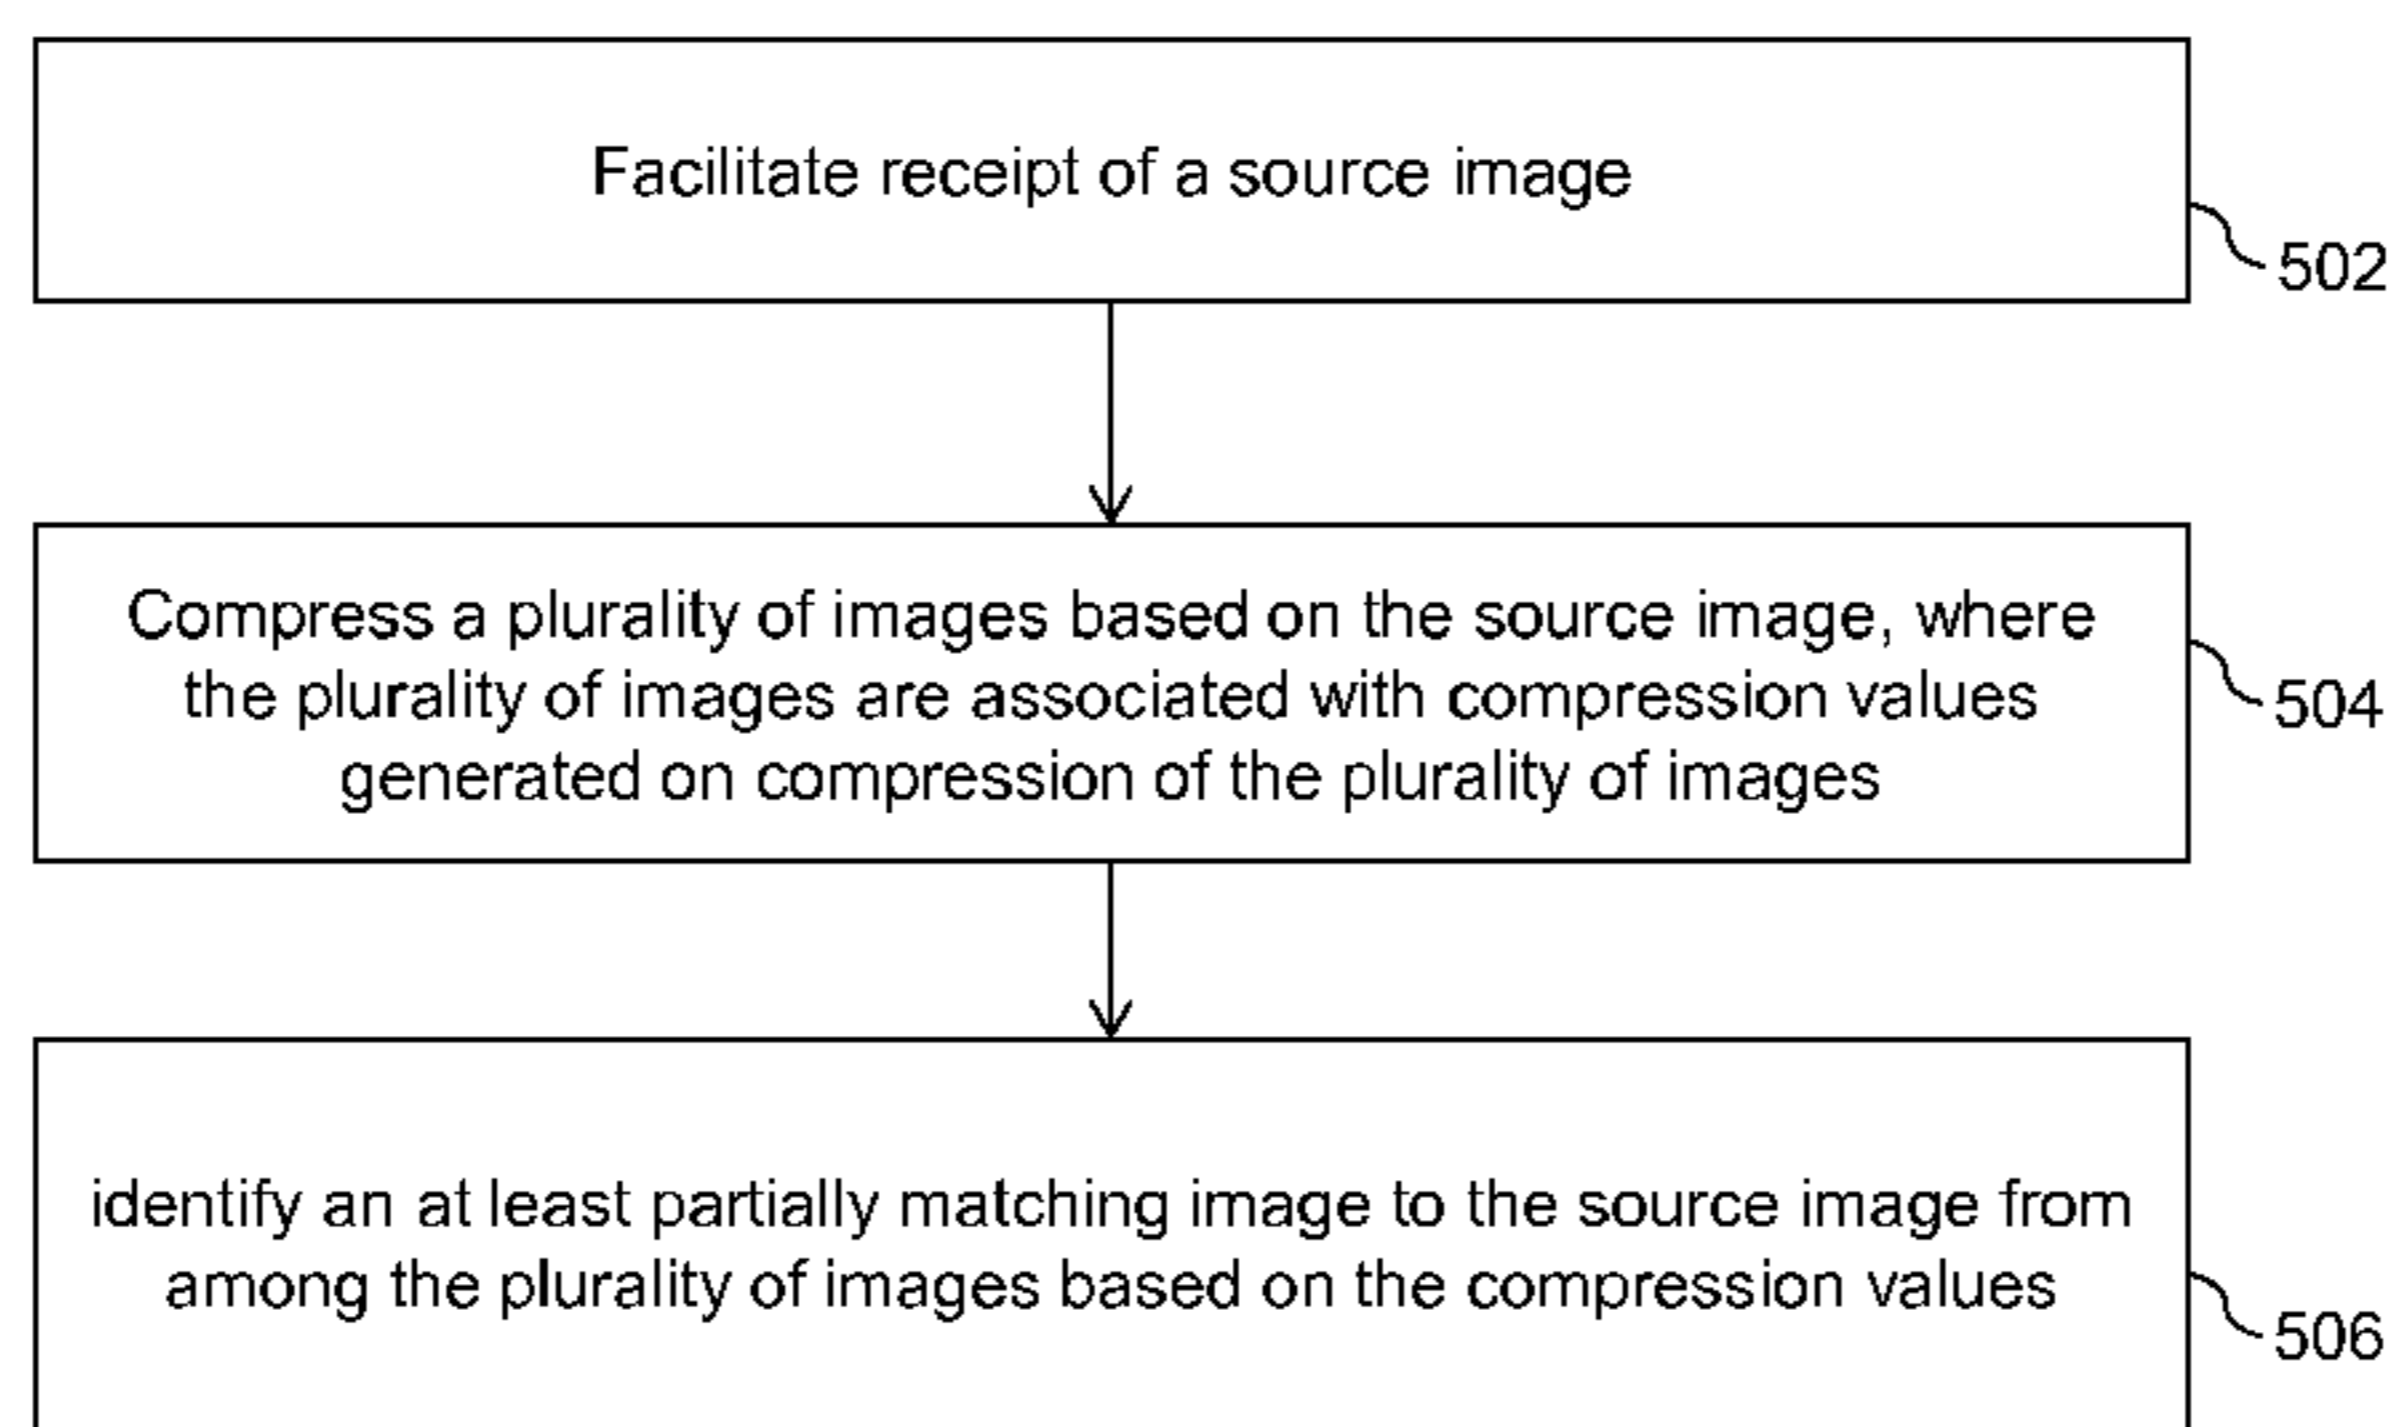 Facilitate receipt of a source image
502
Compress a plurality of images based on the source image, where
the plurality of images are associated with compression values
generated on compression of the plurality of images
504
identify an at least partially matching image to the source image from
among the plurality of images based on the compression values
506